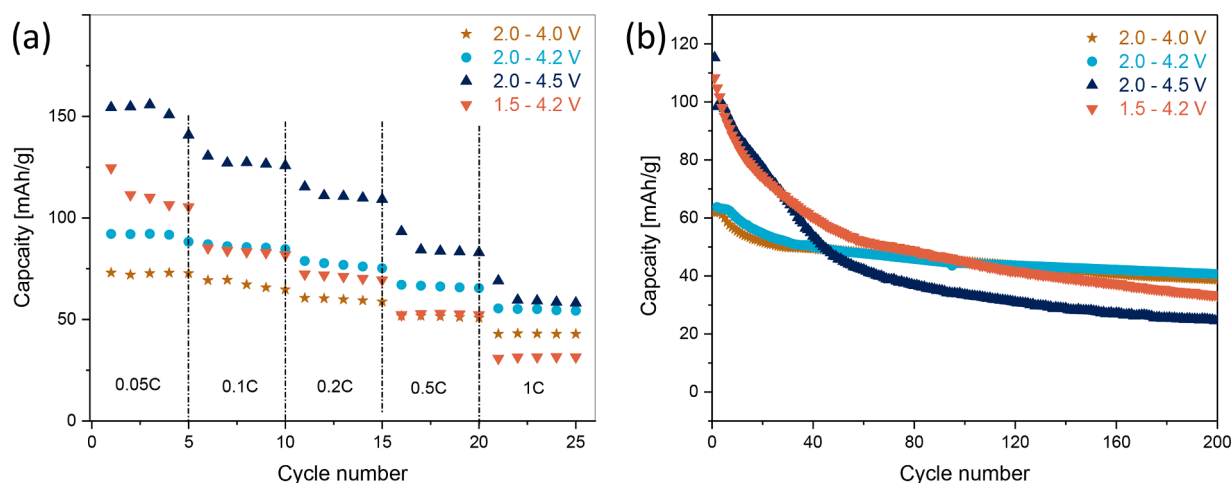 (a)
2.0 - 4.0 V
2.0 - 4.2 V
2.0 - 4.5 V
1.5 - 4.2 V
150
100
50
0
Capcaity [mAh/g]
0.05C
0.1C
0.2C
0.5C
1C
0
5
10
15
20
25
Cycle number
(b)
2.0 - 4.0 V
2.0 - 4.2 V
2.0 - 4.5 V
1.5 - 4.2 V
120
100
80
60
40
20
0
Capcaity [mAh/g]
0
40
80
120
160
200
Cycle number